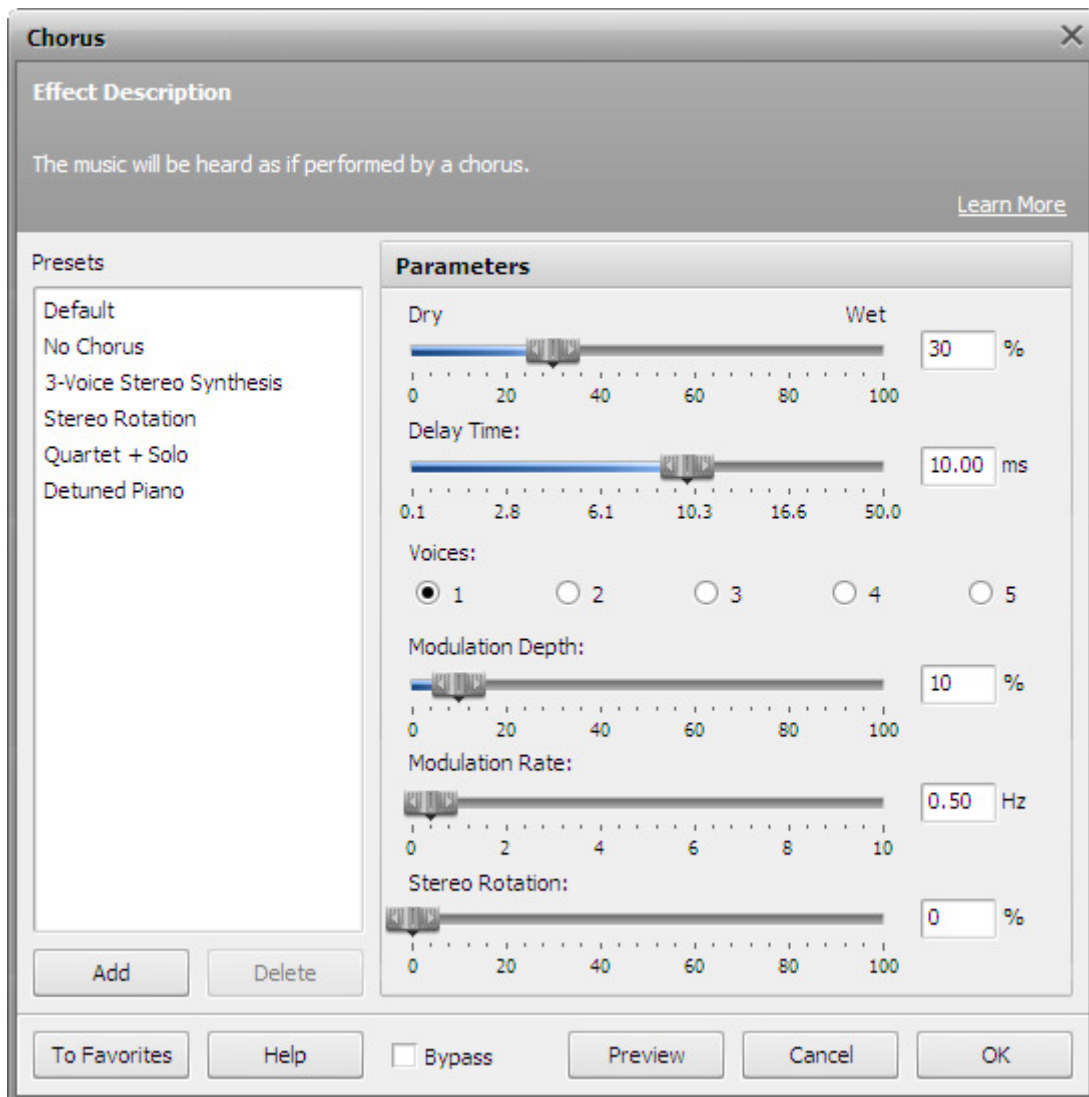 Chorus
Effect Description
The music will be heard as if performed by a chorus.
Learn More
Presets
Default
No Chorus
3-Voice Stereo Synthesis
Stereo Rotation
Quartet + Solo
Detuned Piano
Add Delete
Parameters
Dry Wet
30 %
0 20 40 60 80 100
Delay Time:
10.00 ms
0.1 2.8 6.1 10.3 16.6 50.0
Voices:
1 2 3 4 5
Modulation Depth:
10 %
0 20 40 60 80 100
Modulation Rate:
0.50 Hz
0 2 4 6 8 10
Stereo Rotation:
0 %
0 20 40 60 80 100
To Favorites Help Bypass Preview Cancel OK